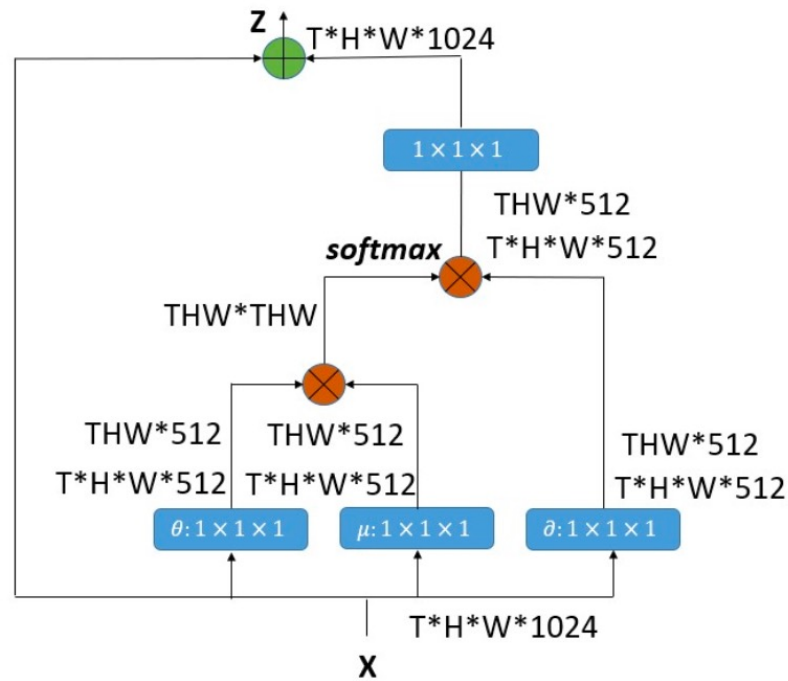 Z
T*H*W*1024
1 × 1 × 1
THW*512
softmax T*H*W*512
THW*THW
THW*512 THW*512 THW*512
T*H*W*512 T*H*W*512 T*H*W*512
θ: 1 × 1 × 1 μ: 1 × 1 × 1 ∂: 1 × 1 × 1
T*H*W*1024
X